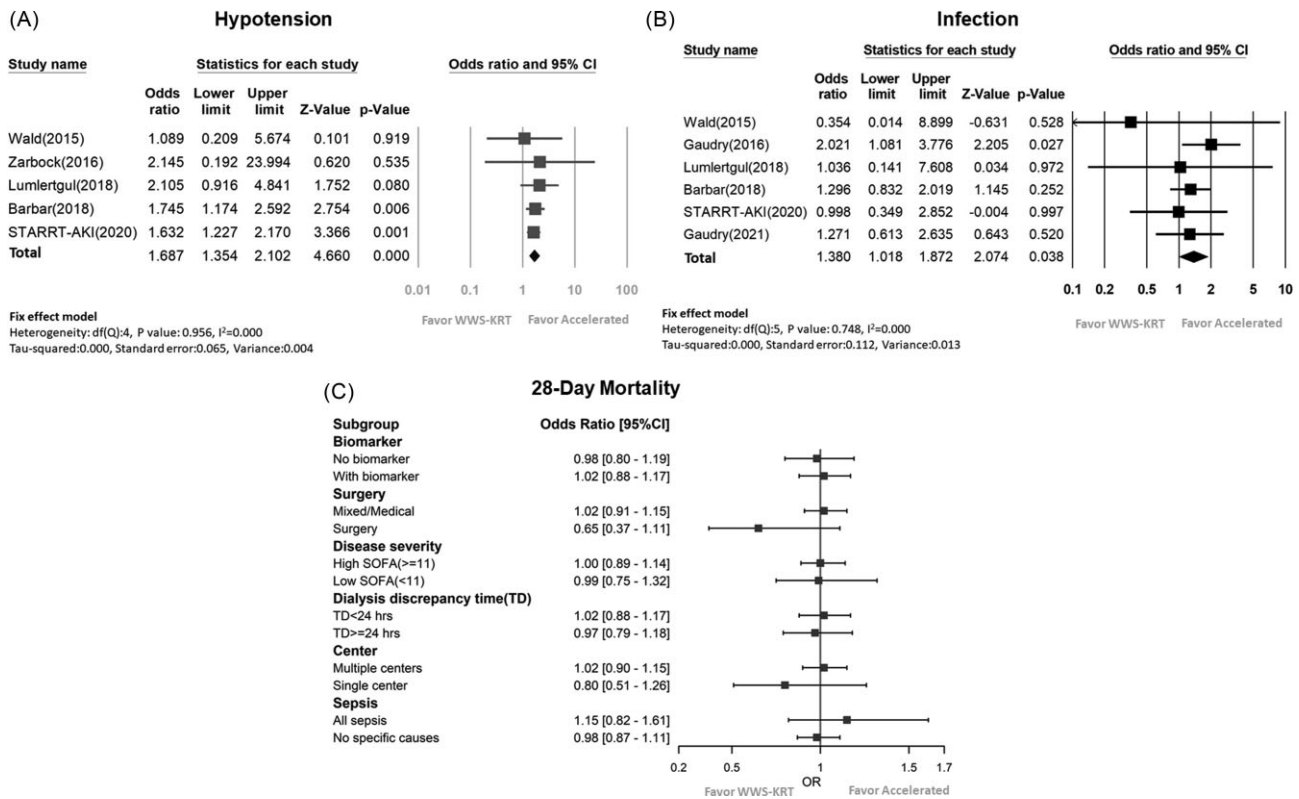 (A) Hypotension
Study name Statistics for each study Odds ratio and 95% CI
Odds ratio Lower limit Upper limit Z-Value p-Value
Wald(2015) 1.089 0.209 5.674 0.101 0.919
Zarbock(2016) 2.145 0.192 23.994 0.620 0.535
Lumlertgul(2018) 2.105 0.916 4.841 1.752 0.080
Barbar(2018) 1.745 1.174 2.592 2.754 0.006
STARRT-AKI(2020) 1.632 1.227 2.170 3.366 0.001
Total 1.687 1.354 2.102 4.660 0.000
0.01 0.1 1 10 100
Favor WWS-KRT Favor Accelerated
Fix effect model
Heterogeneity: df(Q):4, P value: 0.956, I²=0.000
Tau-squared:0.000, Standard error:0.065, Variance:0.004
(B) Infection
Study name Statistics for each study Odds ratio and 95% CI
Odds ratio Lower limit Upper limit Z-Value p-Value
Wald(2015) 0.354 0.014 8.899 -0.631 0.528
Gaudry(2016) 2.021 1.081 3.776 2.205 0.027
Lumlertgul(2018) 1.036 0.141 7.608 0.034 0.972
Barbar(2018) 1.296 0.832 2.019 1.145 0.252
STARRT-AKI(2020) 0.998 0.349 2.852 -0.004 0.997
Gaudry(2021) 1.271 0.613 2.635 0.643 0.520
Total 1.380 1.018 1.872 2.074 0.038
0.1 0.2 0.5 1 2 5 10
Favor WWS-KRT Favor Accelerated
Fix effect model
Heterogeneity: df(Q):5, P value: 0.748, I²=0.000
Tau-squared:0.000, Standard error:0.112, Variance:0.013
(C) 28-Day Mortality
Subgroup Odds Ratio [95%CI]
Biomarker
No biomarker 0.98 [0.80 - 1.19]
With biomarker 1.02 [0.88 - 1.17]
Surgery
Mixed/Medical 1.02 [0.91 - 1.15]
Surgery 0.65 [0.37 - 1.11]
Disease severity
High SOFA(>=11) 1.00 [0.89 - 1.14]
Low SOFA(<11) 0.99 [0.75 - 1.32]
Dialysis discrepancy time(TD)
TD<24 hrs 1.02 [0.88 - 1.17]
TD>=24 hrs 0.97 [0.79 - 1.18]
Center
Multiple centers 1.02 [0.90 - 1.15]
Single center 0.80 [0.51 - 1.26]
Sepsis
All sepsis 1.15 [0.82 - 1.61]
No specific causes 0.98 [0.87 - 1.11]
0.2 0.5 1 1.5 1.7
OR
Favor WWS-KRT Favor Accelerated